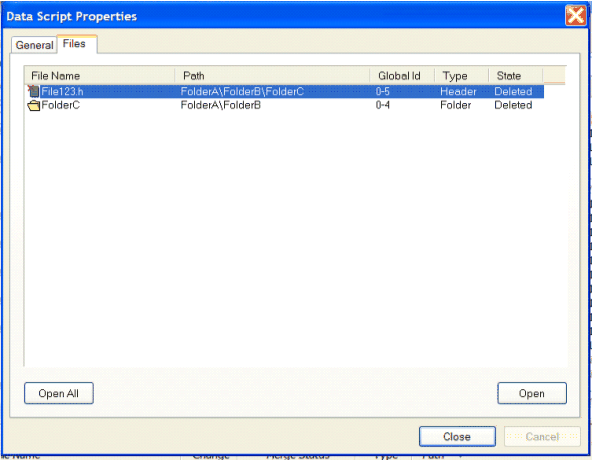 Data Script Properties
General Files
File Name Path Global Id Type State
File123.h FolderA\FolderB\FolderC 0-5 Header Deleted
FolderC FolderA\FolderB 0-4 Folder Deleted
Open All Open
Close Cancel
Name Change Merge Status Type Path